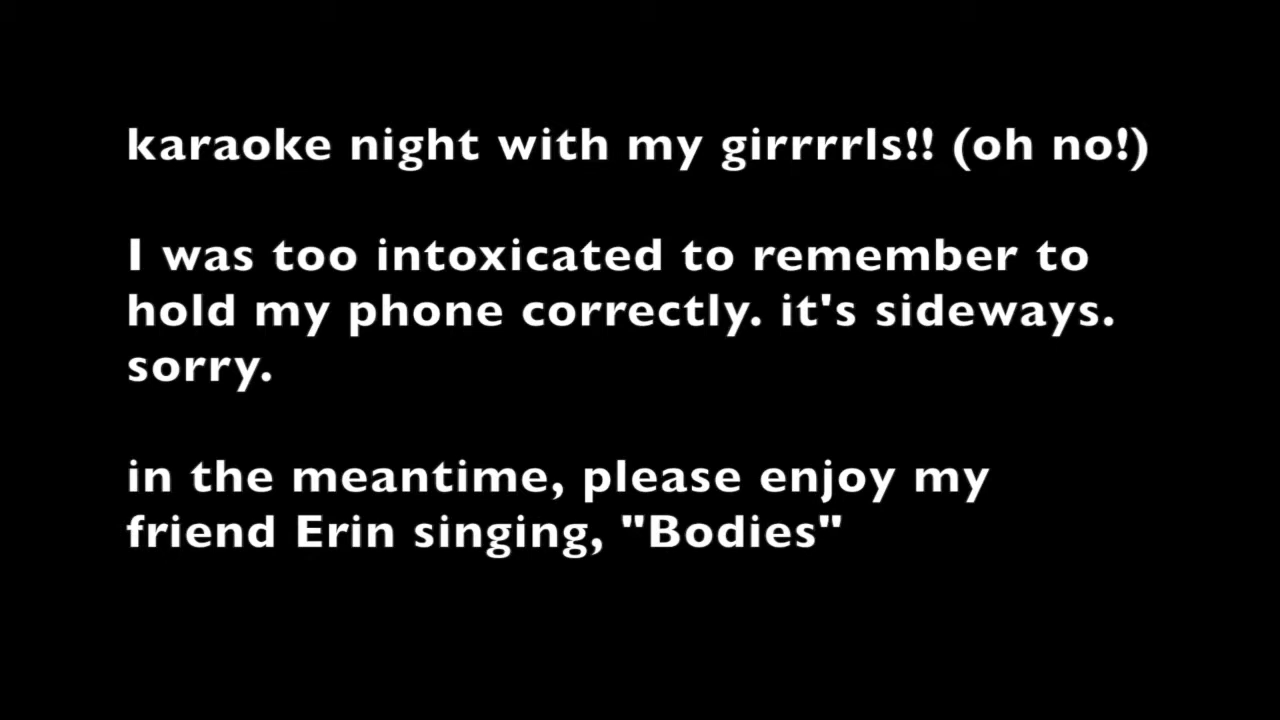 karaoke night with my girrrrls!! (oh no!)
I was too intoxicated to remember to
hold my phone correctly. it's sideways.
sorry.
in the meantime, please enjoy my
friend Erin singing, "Bodies"